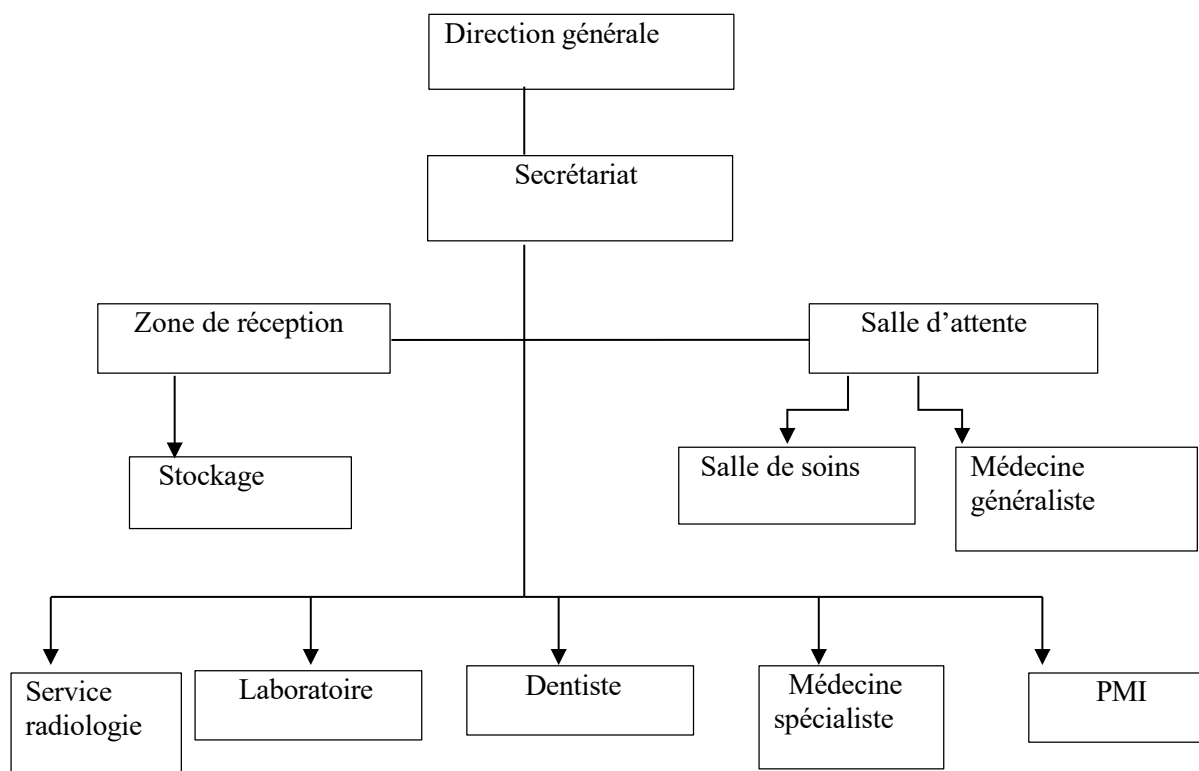 Direction générale
Secrétariat
Zone de réception
Salle d’attente
Stockage
Salle de soins
Médecine
généraliste
Service
radiologie
Laboratoire
Dentiste
Médecine
spécialiste
PMI